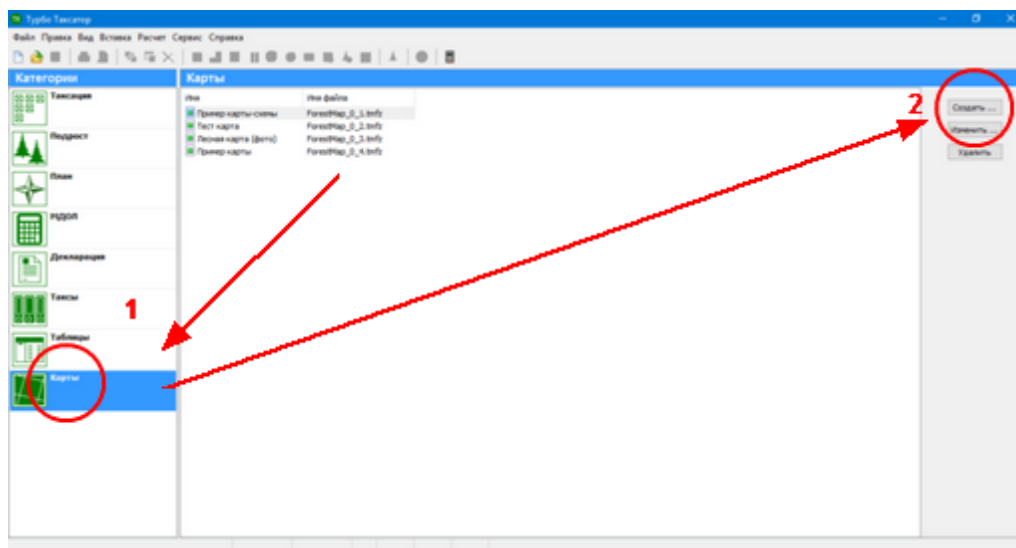 Турбо Таксатор
Файл Правка Вид Вставка Расчет Сервис Справка
Категории
Карты
Таксация
Подрост
План
МДОЛ
Декларация
Таксы
Таблицы
Карты
Имя Имя файла
Пример карты-схемы ForestMap_0_1.tmfz
Тест карта ForestMap_0_2.tmfz
Лесная карта (фото) ForestMap_0_3.tmfz
Пример карты ForestMap_0_4.tmfz
Создать ...
Изменить ...
Удалить
1
2